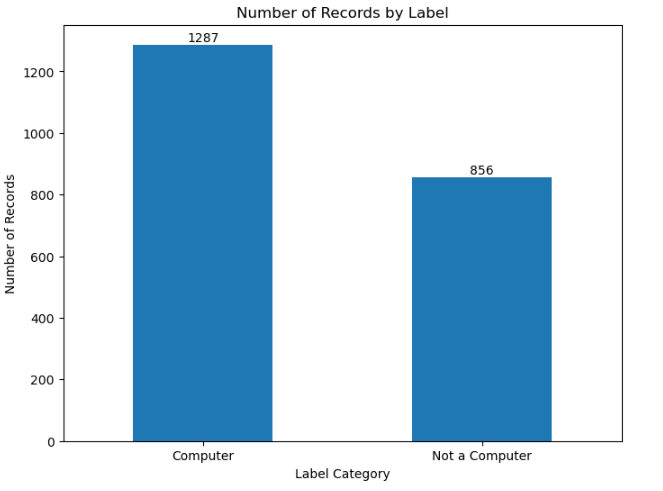 Number of Records by Label
1287
856
Number of Records
1200
1000
800
600
400
200
0
Computer
Not a Computer
Label Category